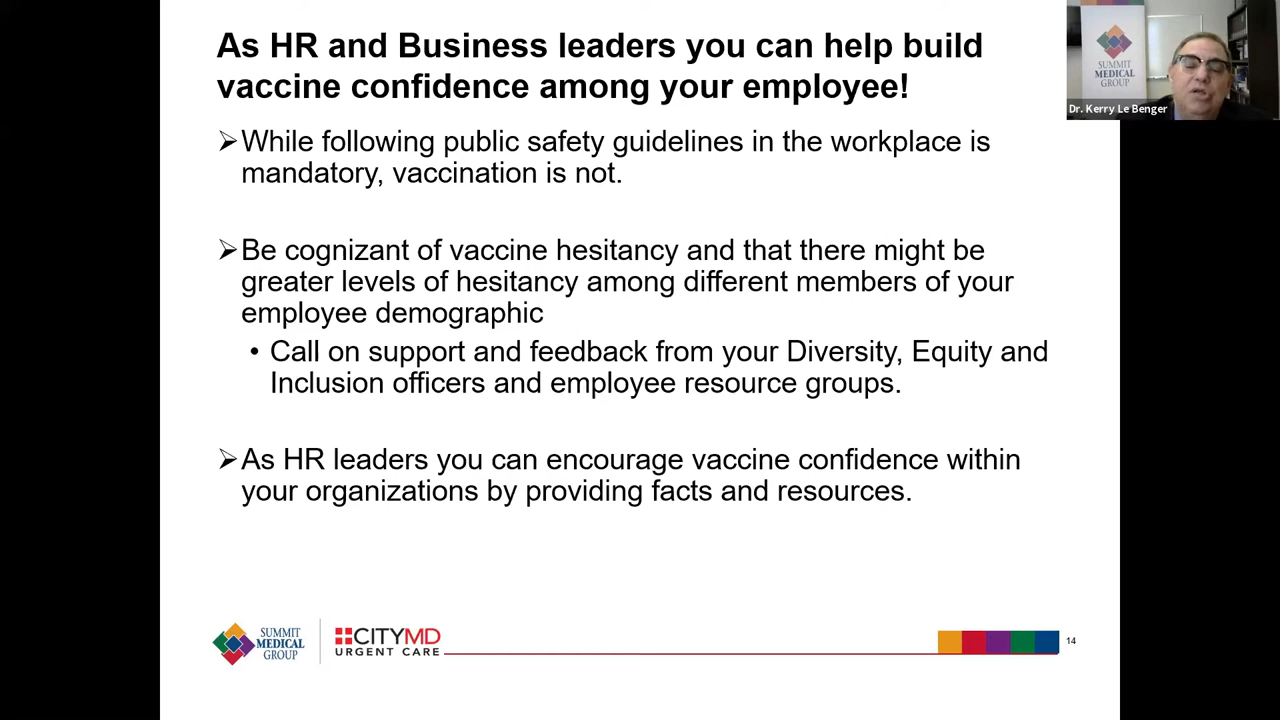 As HR and Business leaders you can help build
vaccine confidence among your employee!
While following public safety guidelines in the workplace is
mandatory, vaccination is not.
Be cognizant of vaccine hesitancy and that there might be
greater levels of hesitancy among different members of your
employee demographic
• Call on support and feedback from your Diversity, Equity and
Inclusion officers and employee resource groups.
As HR leaders you can encourage vaccine confidence within
your organizations by providing facts and resources.
SUMMIT
MEDICAL
GROUP
CITYMD
URGENT CARE
14
SUMMIT
MEDICAL
GROUP
Dr. Kerry Le Benger